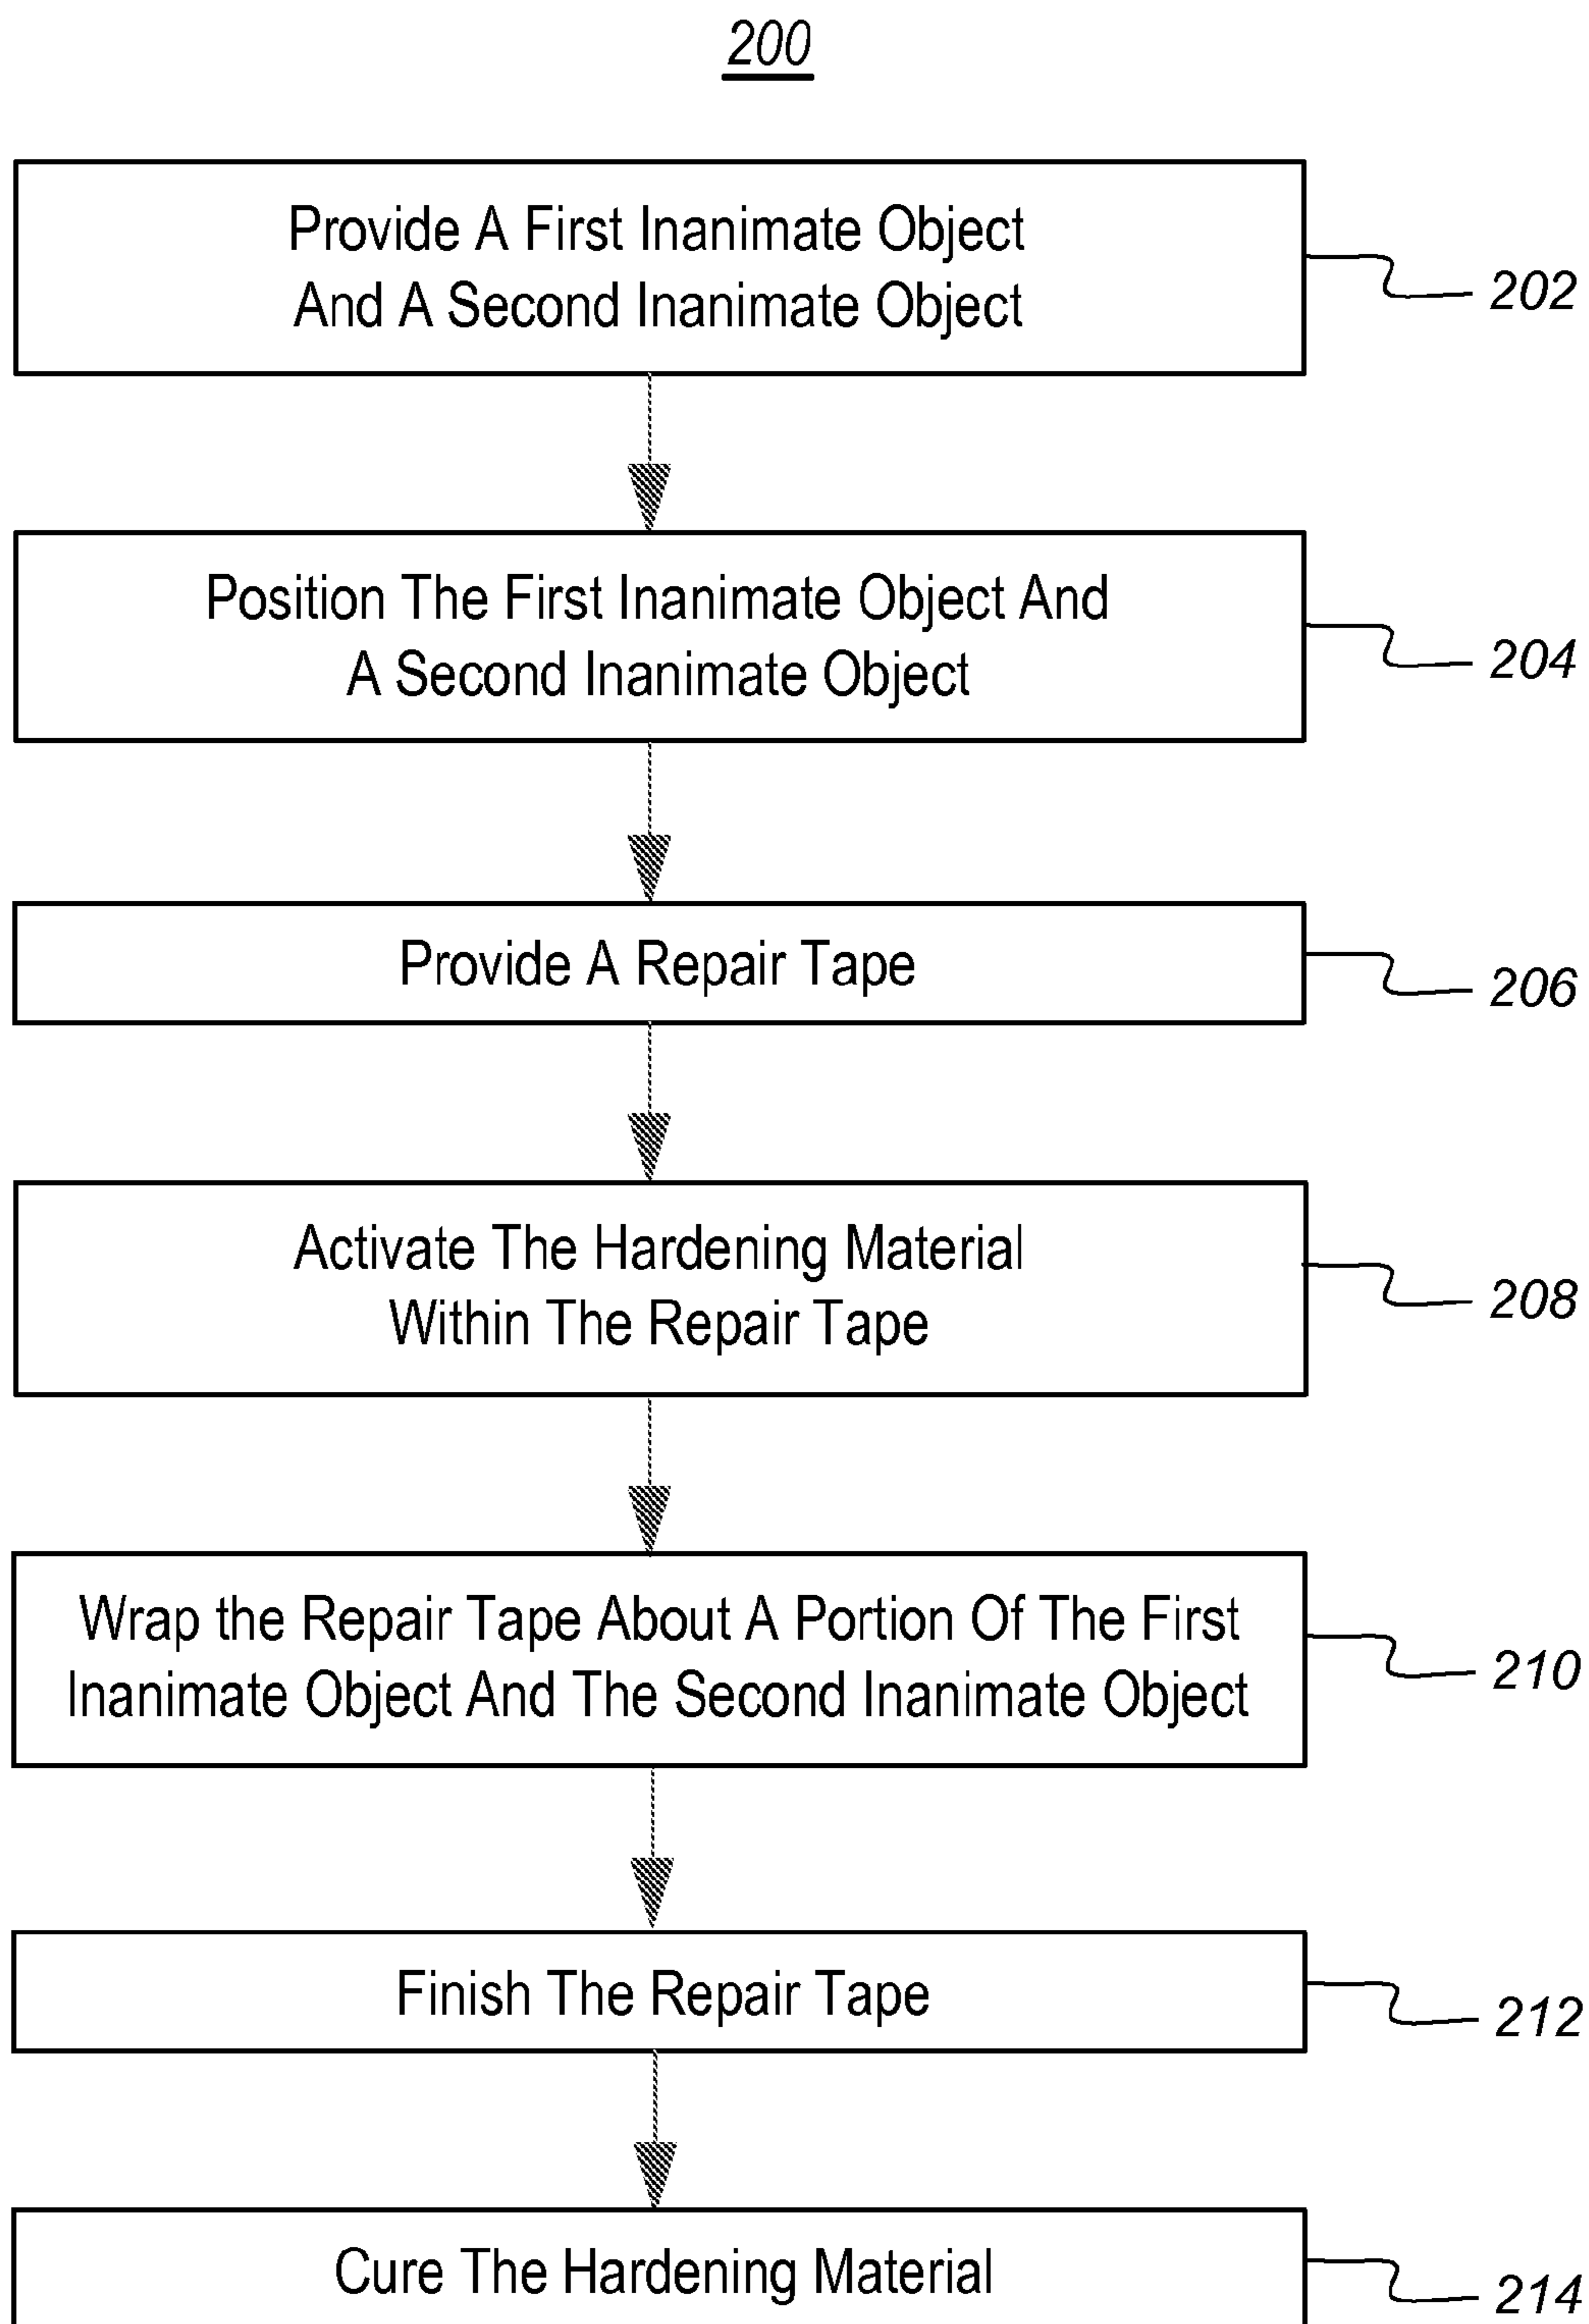 200
Provide A First Inanimate Object
And A Second Inanimate Object
202
Position The First Inanimate Object And
A Second Inanimate Object
204
Provide A Repair Tape
206
Activate The Hardening Material
Within The Repair Tape
208
Wrap the Repair Tape About A Portion Of The First
Inanimate Object And The Second Inanimate Object
210
Finish The Repair Tape
212
Cure The Hardening Material
214